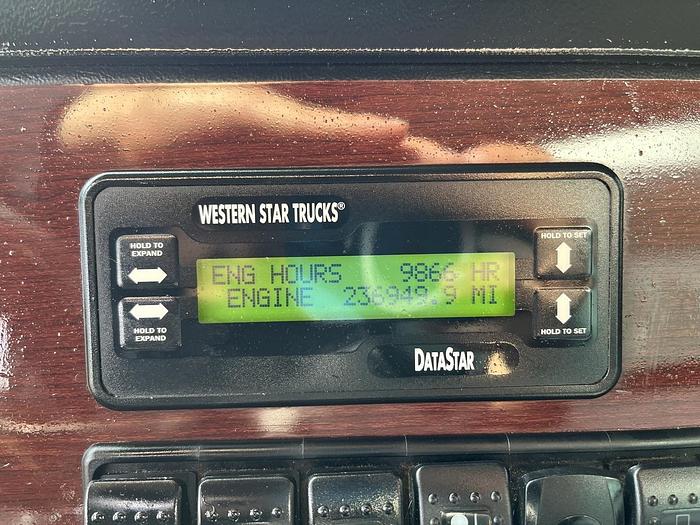 WESTERN STAR TRUCKS®
HOLD TO
EXPAND
HOLD TO SET
ENG HOURS 9866 HR
ENGINE 236949.9 MI
HOLD TO
EXPAND
HOLD TO SET
DATASTAR